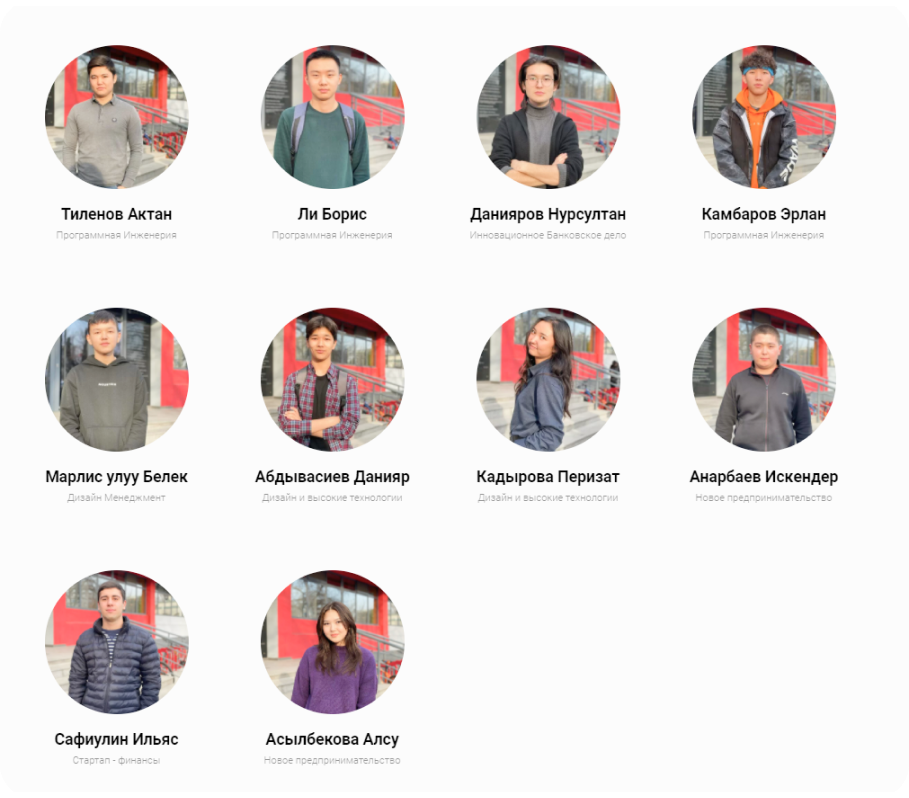 Тиленов Актан
Программная Инженерия
Ли Борис
Программная Инженерия
Данияров Нурсултан
Инновационное Банковское дело
Камбаров Эрлан
Программная Инженерия
Марлис улуу Белек
Дизайн Менеджмент
Абдывасиев Данияр
Дизайн и высокие технологии
Кадырова Перизат
Дизайн и высокие технологии
Анарбаев Искендер
Новое предпринимательство
Сафиулин Ильяс
Стартап - финансы
Асылбекова Алсу
Новое предпринимательство